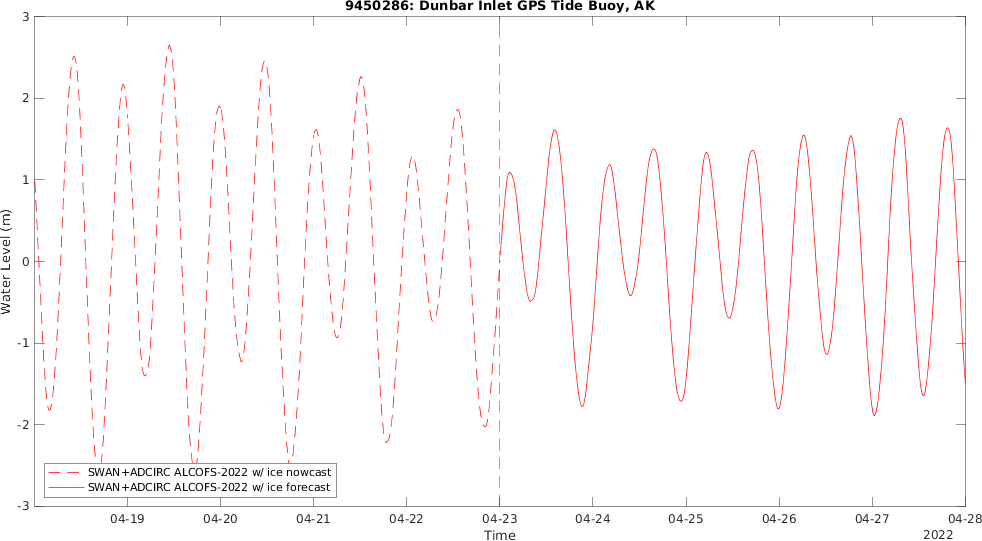 9450286: Dunbar Inlet GPS Tide Buoy, AK
3
2
1
0
-1
-2
-3
Water Level (m)
SWAN+ADCIRC ALCOFS-2022 w/ ice nowcast
SWAN+ADCIRC ALCOFS-2022 w/ ice forecast
04-19 04-20 04-21 04-22 04-23 04-24 04-25 04-26 04-27 04-28
Time
2022